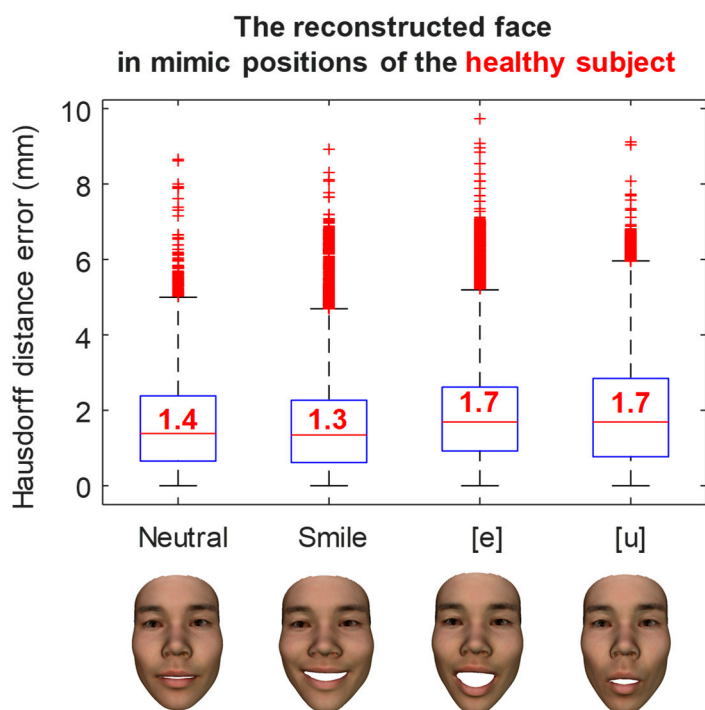 The reconstructed face
in mimic positions of the healthy subject
Hausdorff distance error (mm)
10
8
6
4
2
0
1.4
1.3
1.7
1.7
Neutral
Smile
[e]
[u]